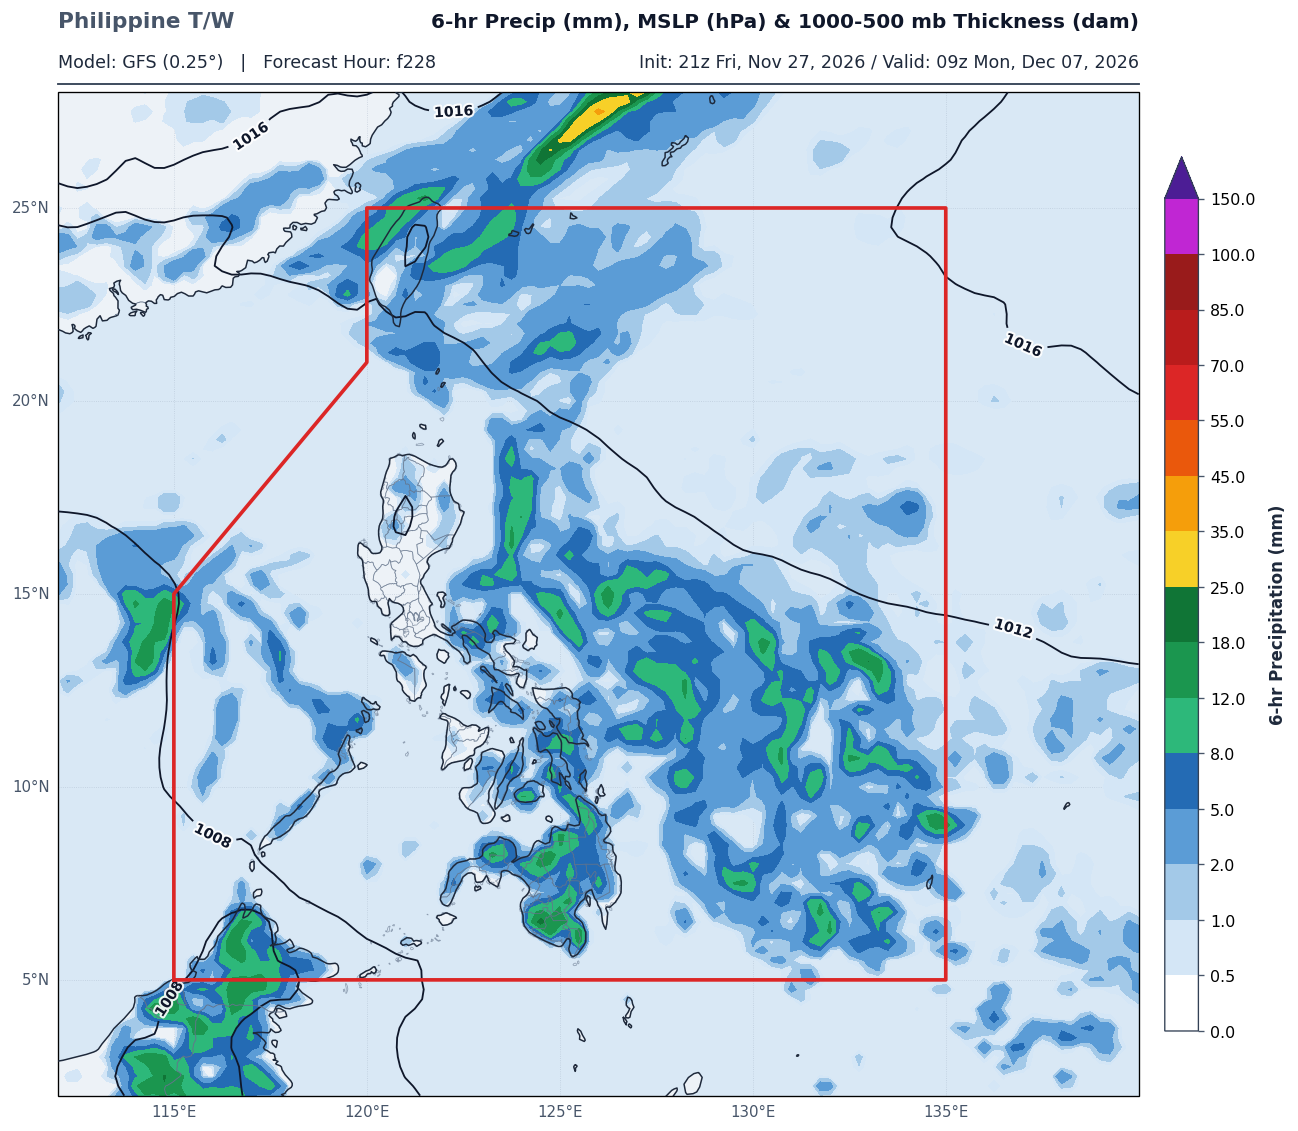 Philippine T/W
6-hr Precip (mm), MSLP (hPa) & 1000-500 mb Thickness (dam)
Model: GFS (0.25°) | Forecast Hour: f228
Init: 21z Fri, Nov 27, 2026 / Valid: 09z Mon, Dec 07, 2026
1016
1016
1016
1012
1008
1008
25°N
20°N
15°N
10°N
5°N
115°E
120°E
125°E
130°E
135°E
150.0
100.0
85.0
70.0
55.0
45.0
35.0
25.0
18.0
12.0
8.0
5.0
2.0
1.0
0.5
0.0
6-hr Precipitation (mm)